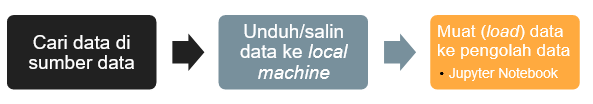 Cari data di
sumber data
Unduh/salin
data ke local
machine
Muat (load) data
ke pengolah data
• Jupyter Notebook